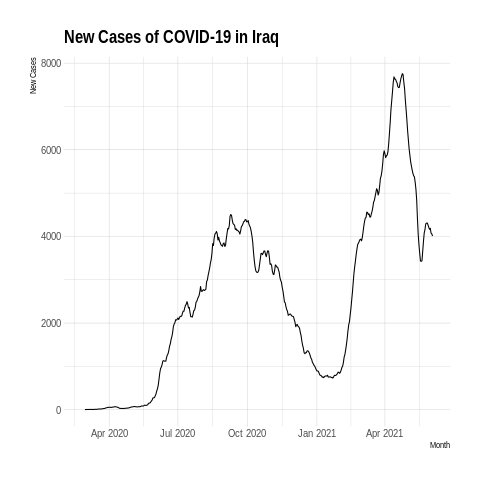 New Cases of COVID-19 in Iraq
New Cases
8000
6000
4000
2000
0
Apr 2020 Jul 2020 Oct 2020 Jan 2021 Apr 2021
Month